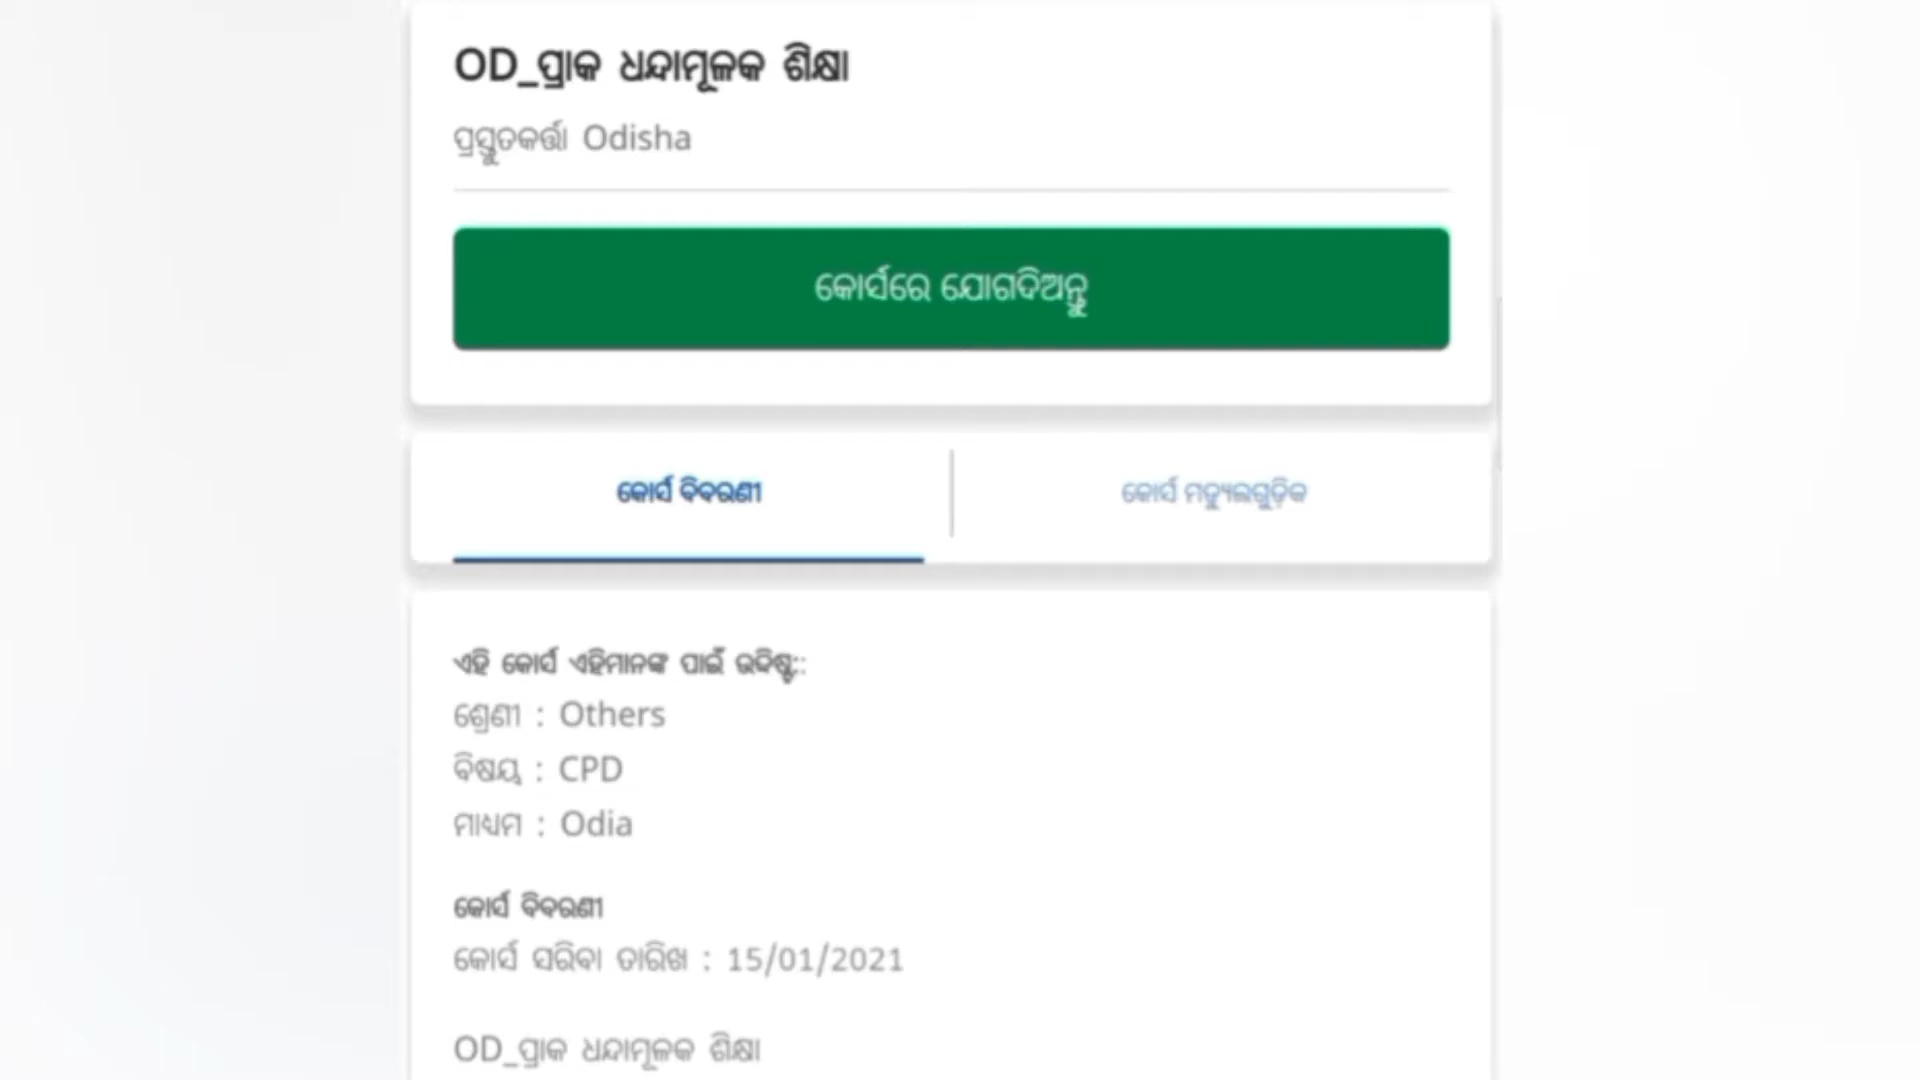 OD_ପ୍ରାକ ଧନ୍ଦାମୂଳକ ଶିକ୍ଷା
ପ୍ରସ୍ତୁତକର୍ତ୍ତା Odisha
କୋର୍ସରେ ଯୋଗଦିଅନ୍ତୁ
କୋର୍ସ ବିବରଣୀ
କୋର୍ସ ମଡ୍ୟୁଲଗୁଡ଼ିକ
ଏହି କୋର୍ସ ଏହିମାନଙ୍କ ପାଇଁ ଉଦ୍ଦିଷ୍ଟ::
ଶ୍ରେଣୀ : Others
ବିଷୟ : CPD
ମାଧ୍ୟମ : Odia
କୋର୍ସ ବିବରଣୀ
କୋର୍ସ ସରିବା ତାରିଖ : 15/01/2021
OD_ପ୍ରାକ ଧନ୍ଦାମୂଳକ ଶିକ୍ଷା